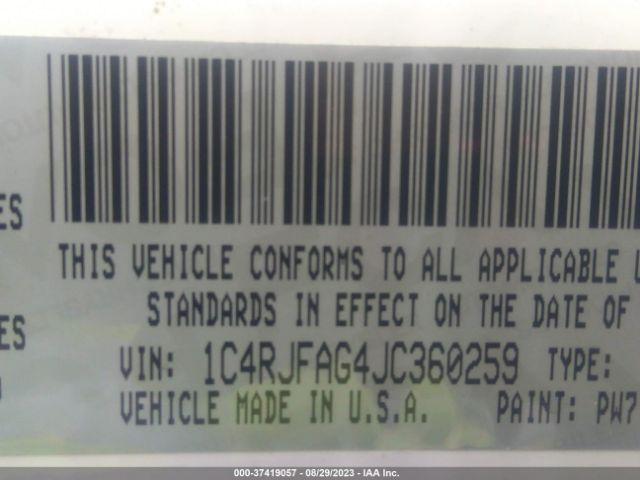 ES
THIS VEHICLE CONFORMS TO ALL APPLICABLE
STANDARDS IN EFFECT ON THE DATE OF
ES
VIN: 1C4RJFAG4JC360259 TYPE:
VEHICLE MADE IN U.S.A. PAINT: PW7
000-37419057 - 08/29/2023 - IAA Inc.